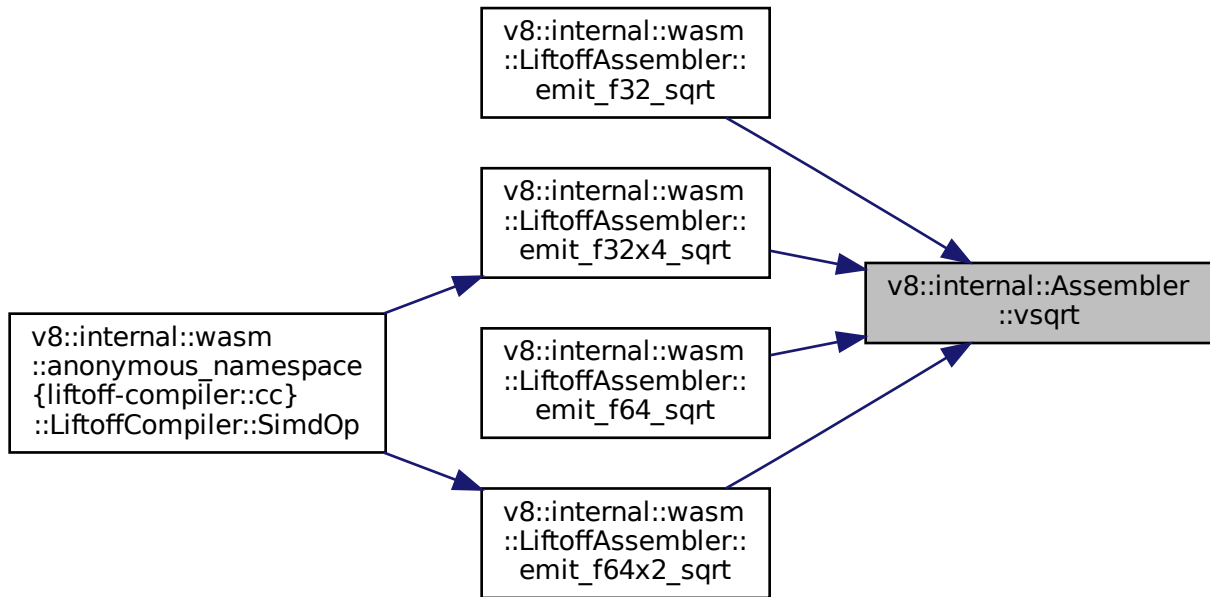 v8::internal::wasm
::LiftoffAssembler::
emit_f32_sqrt
v8::internal::wasm
::LiftoffAssembler::
emit_f32x4_sqrt
v8::internal::Assembler
::vsqrt
v8::internal::wasm
::anonymous_namespace
{liftoff-compiler::cc}
::LiftoffCompiler::SimdOp
v8::internal::wasm
::LiftoffAssembler::
emit_f64_sqrt
v8::internal::wasm
::LiftoffAssembler::
emit_f64x2_sqrt